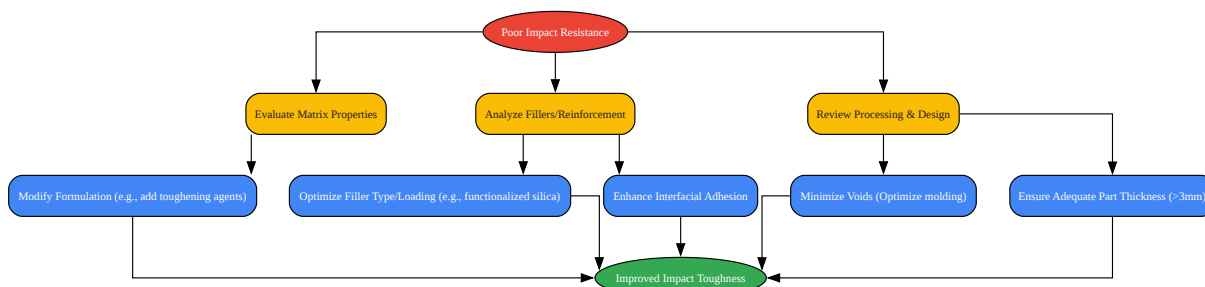 Poor Impact Resistance
Evaluate Matrix Properties
Analyze Fillers/Reinforcement
Review Processing & Design
Modify Formulation (e.g., add toughening agents)
Optimize Filler Type/Loading (e.g., functionalized silica)
Enhance Interfacial Adhesion
Minimize Voids (Optimize molding)
Ensure Adequate Part Thickness (>3mm)
Improved Impact Toughness